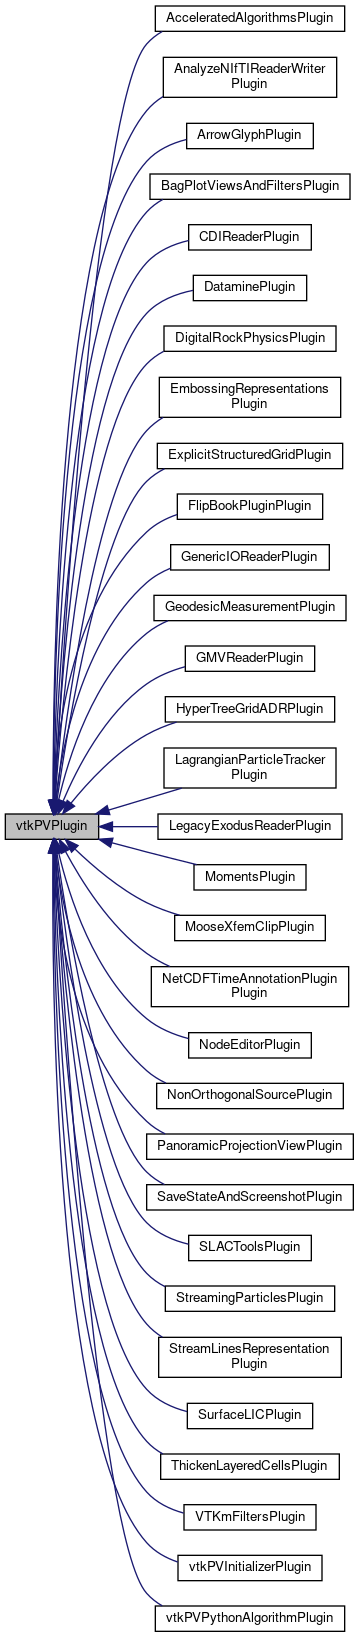 AcceleratedAlgorithmsPlugin
AnalyzeNIfTIReaderWriter
Plugin
ArrowGlyphPlugin
BagPlotViewsAndFiltersPlugin
CDIReaderPlugin
DataminePlugin
DigitalRockPhysicsPlugin
EmbossingRepresentations
Plugin
ExplicitStructuredGridPlugin
FlipBookPluginPlugin
GenericIOReaderPlugin
GeodesicMeasurementPlugin
GMVReaderPlugin
HyperTreeGridADRPlugin
LagrangianParticleTracker
Plugin
vtkPVPlugin
LegacyExodusReaderPlugin
MomentsPlugin
MooseXfemClipPlugin
NetCDFTimeAnnotationPlugin
Plugin
NodeEditorPlugin
NonOrthogonalSourcePlugin
PanoramicProjectionViewPlugin
SaveStateAndScreenshotPlugin
SLACToolsPlugin
StreamingParticlesPlugin
StreamLinesRepresentation
Plugin
SurfaceLICPlugin
ThickenLayeredCellsPlugin
VTKmFiltersPlugin
vtkPVInitializerPlugin
vtkPVPythonAlgorithmPlugin